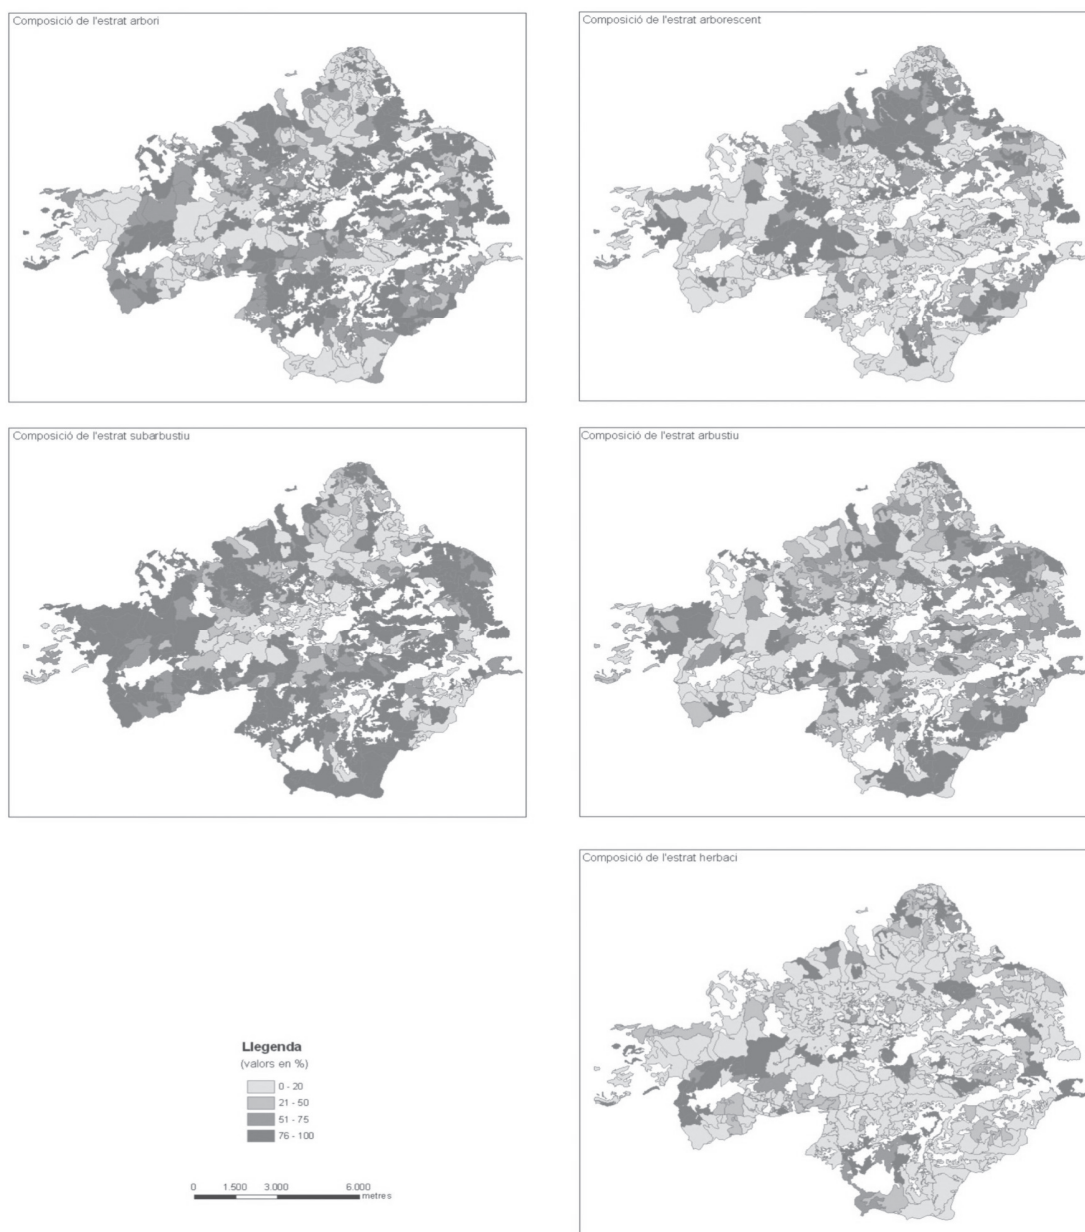 Composició de l'estrat arbori
Composició de l'estrat arborescent
Composició de l'estrat subarbustiu
Composició de l'estrat arbustiu
Composició de l'estrat herbaci
Llegenda
(valors en %)
0 - 20
21 - 50
51 - 75
76 - 100
0 1.500 3.000 6.000
metres